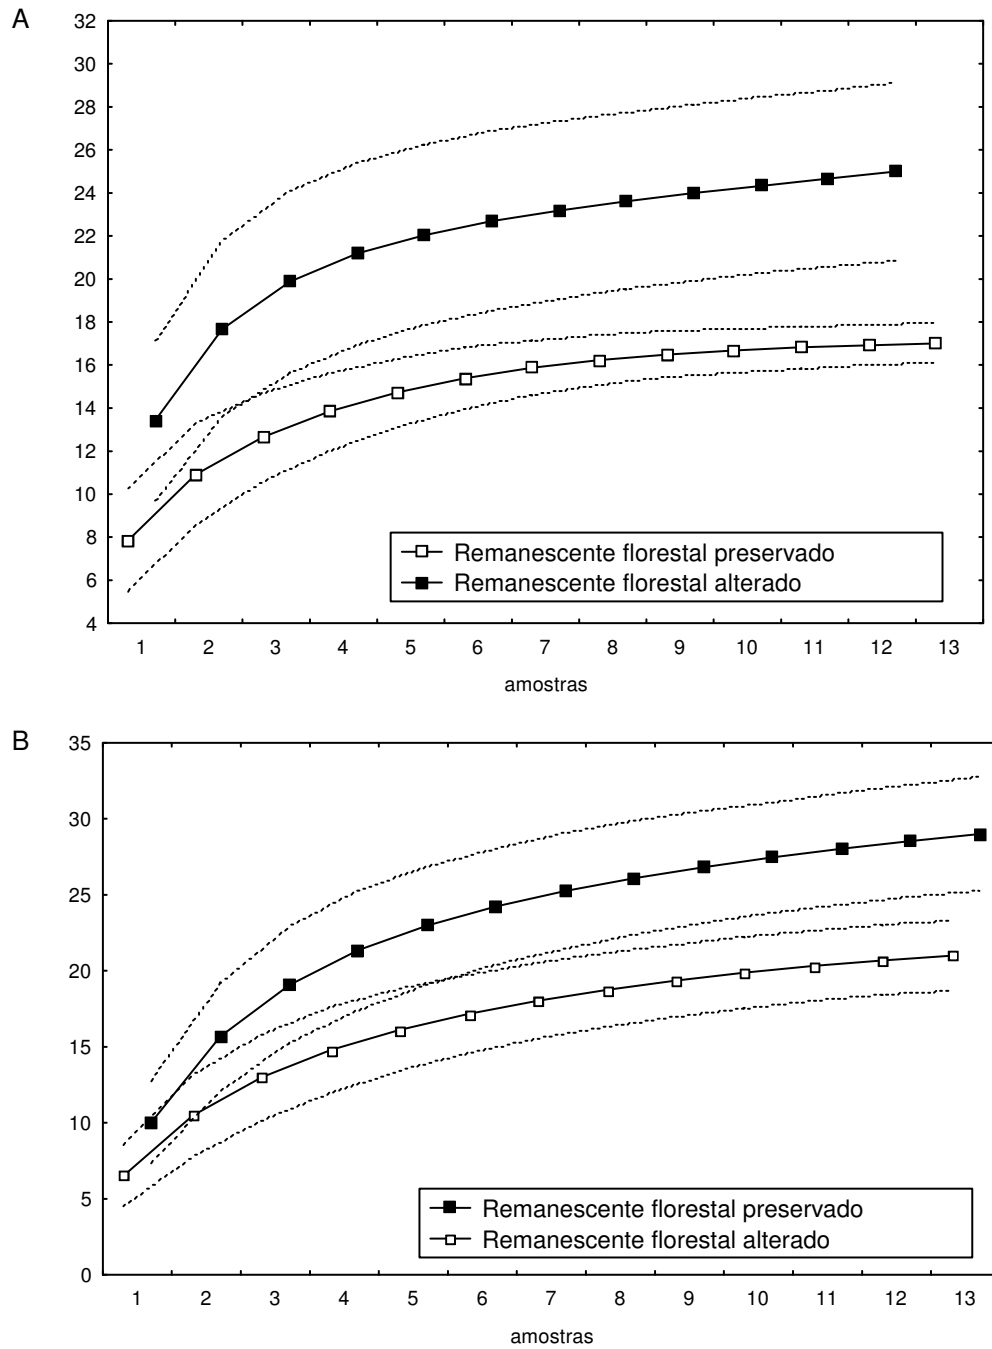 A
32
30
28
26
24
22
20
18
16
14
12
10
8
6
4
Remanescente florestal preservado
Remanescente florestal alterado
1 2 3 4 5 6 7 8 9 10 11 12 13
amostras
B
35
30
25
20
15
10
5
0
Remanescente florestal preservado
Remanescente florestal alterado
1 2 3 4 5 6 7 8 9 10 11 12 13
amostras